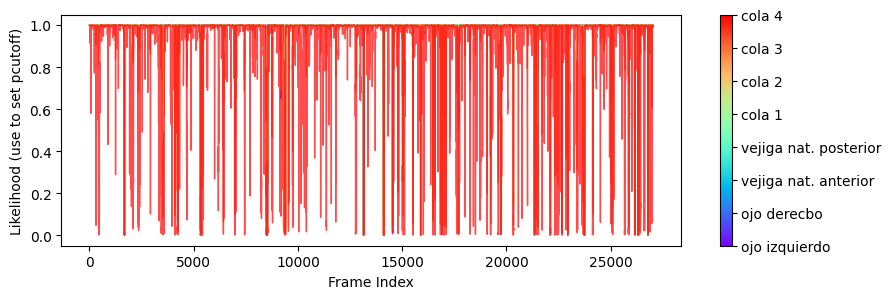 Likelihood (use to set pcutoff)
1.0
0.8
0.6
0.4
0.2
0.0
0
5000
10000
15000
20000
25000
Frame Index
cola 4
cola 3
cola 2
cola 1
vejiga nat. posterior
vejiga nat. anterior
ojo derecbo
ojo izquierdo